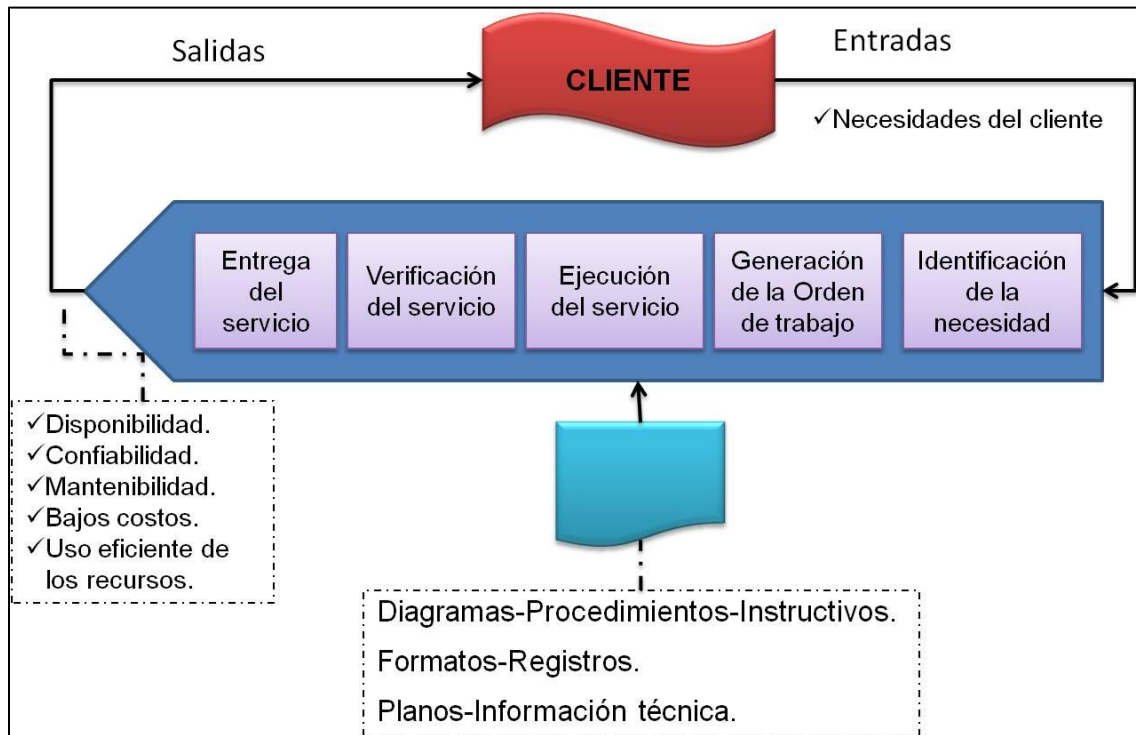 Salidas
CLIENTE
Entradas
✓Necesidades del cliente
Entrega
del
servicio
Verificación
del servicio
Ejecución
del servicio
Generación
de la Orden
de trabajo
Identificación
de la
necesidad
✓Disponibilidad.
✓Confiabilidad.
✓Mantenibilidad.
✓Bajos costos.
✓Uso eficiente de
los recursos.
Diagramas-Procedimientos-Instructivos.
Formatos-Registros.
Planos-Información técnica.